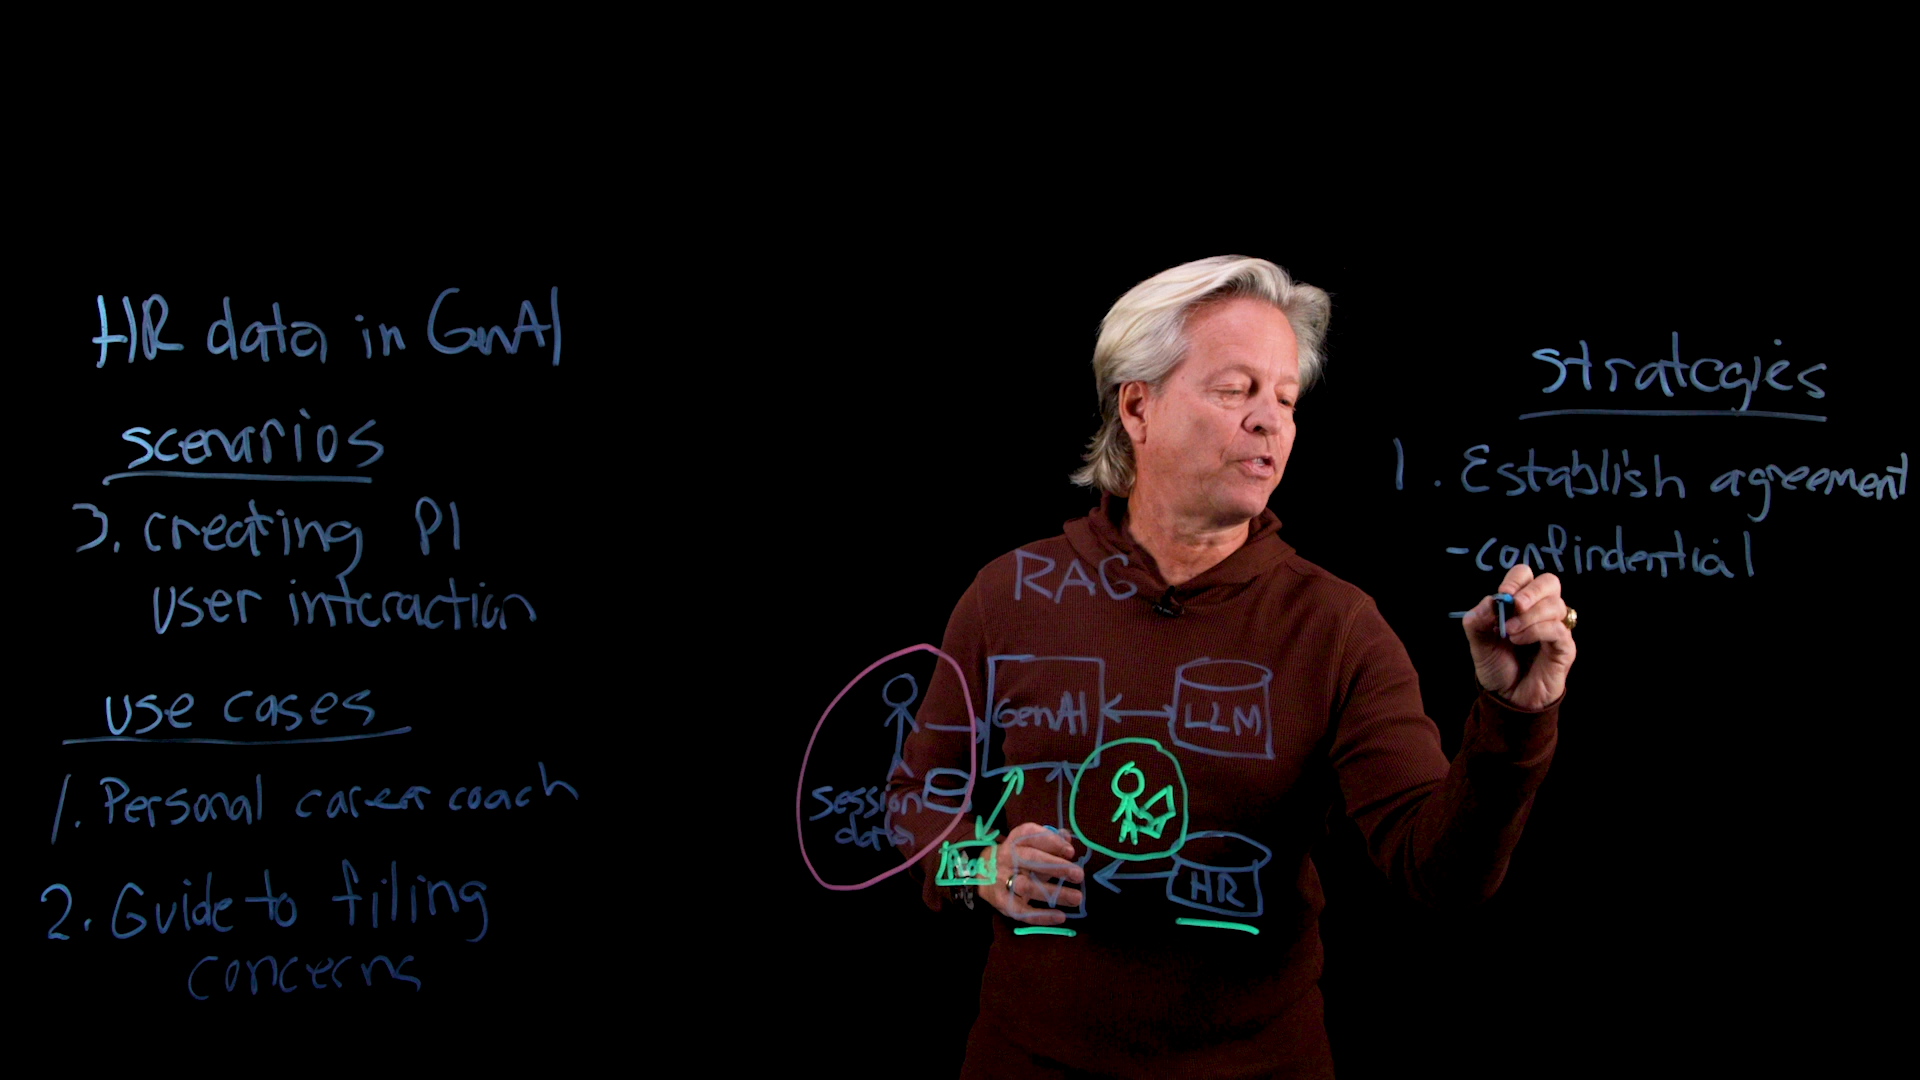 HR data in GenAI
scenarios
3. creating PI
user interaction
use cases
1. Personal career coach
2. Guide to filing
concerns
RAG
GenAI
LLM
session
data
V
HR
strategies
1. Establish agreement
- confirdential
-